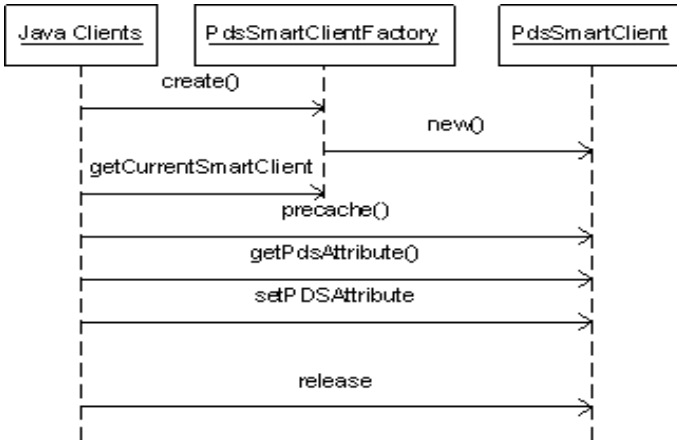 Java Clients
PdsSmartClientFactory
PdsSmartClient
create()
new()
getCurrentSmartClient
precache()
getPdsAttribute()
setPDSAttribute
release